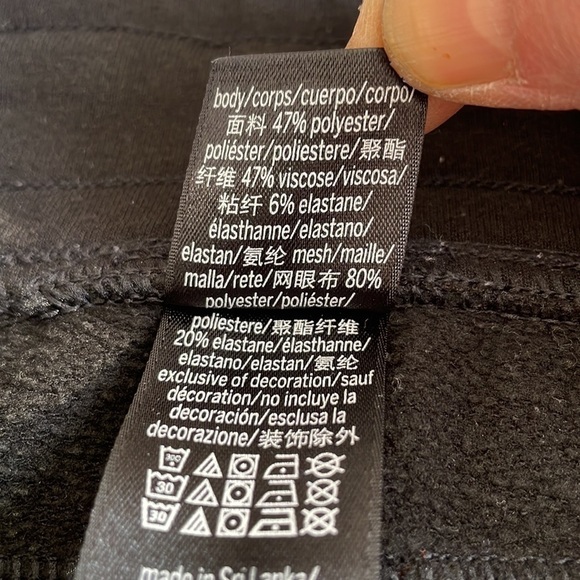 body/corps/cuerpo/corpo/
面料 47% polyester/
poliéster/poliestere/聚酯
纤维 47% viscose/viscosa/
粘纤 6% elastane/
élasthanne/elastano/
elastan/氨纶 mesh/maille/
malla/rete/网眼布 80%
polyester/poliéster/
poliestere/聚酯纤维
20% elastane/élasthanne/
elastano/elastan/氨纶
exclusive of decoration/sauf
décoration/no incluye la
decoración/esclusa la
decorazione/装饰除外
30
30
made in Sri Lanka/